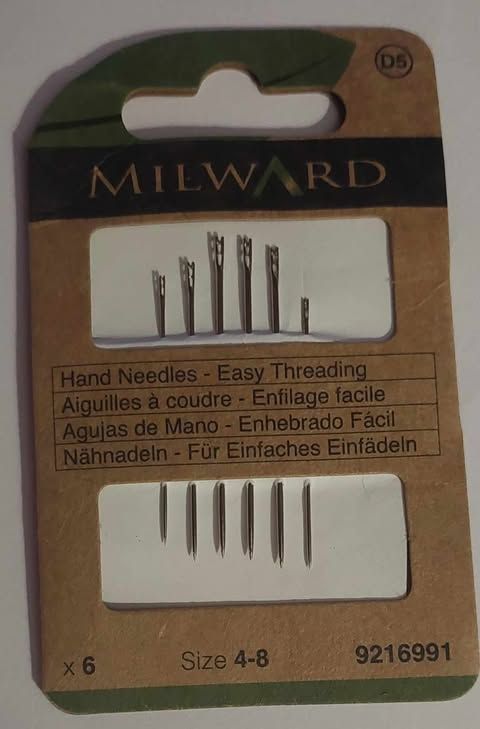 D5
MILWARD
Hand Needles - Easy Threading
Aiguilles à coudre - Enfilage facile
Agujas de Mano - Enhebrado Fácil
Nähnadeln - Für Einfaches Einfädeln
x 6 Size 4-8 9216991